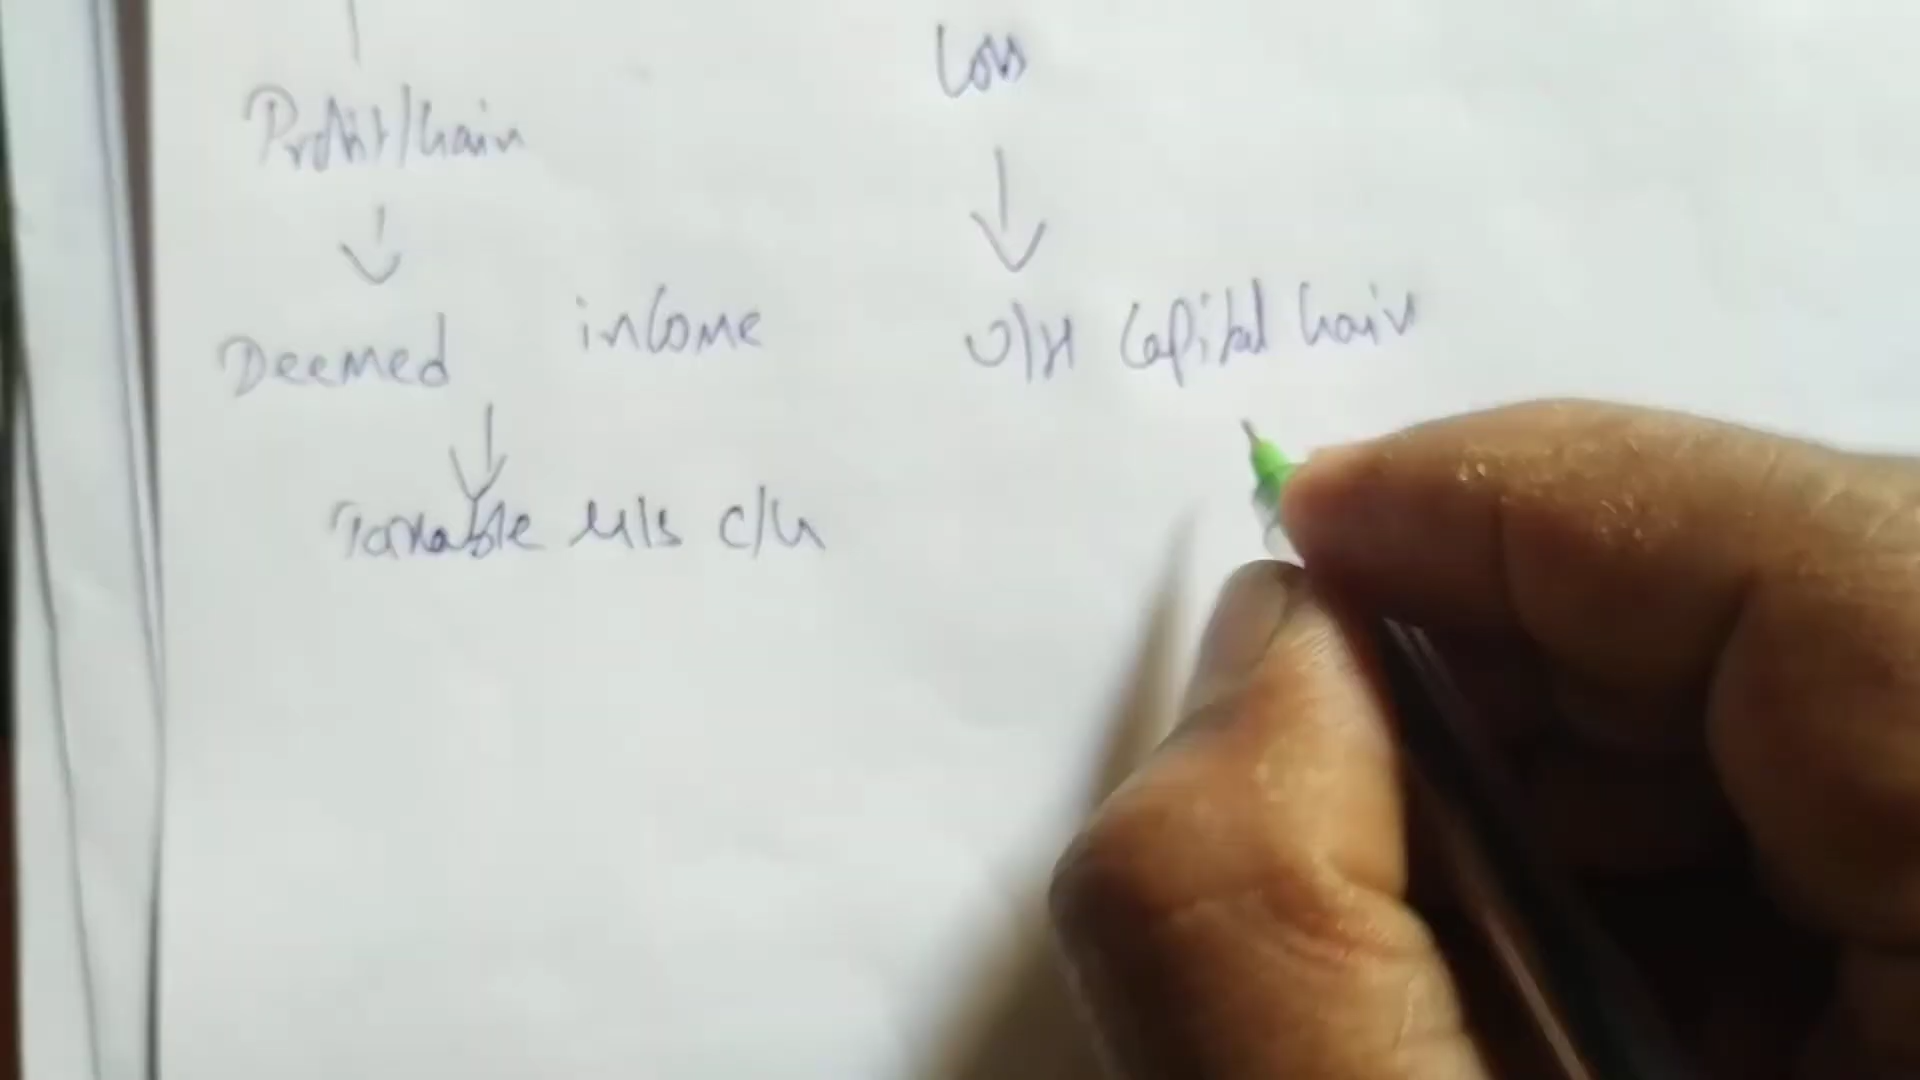 Loss
Profit/Gain
Deemed income
U/H Capital Gain
Taxable u/s C/G